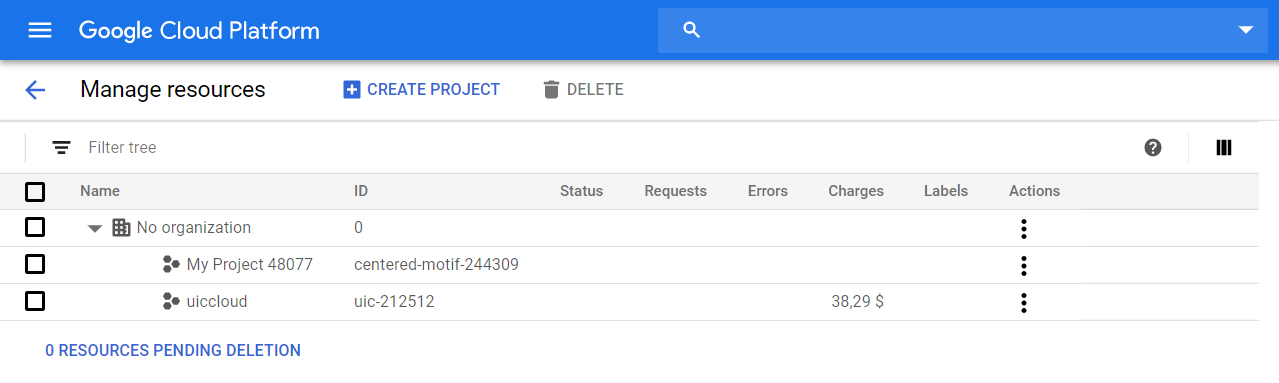 Google Cloud Platform
Manage resources CREATE PROJECT DELETE
Filter tree
Name ID Status Requests Errors Charges Labels Actions
No organization 0
My Project 48077 centered-motif-244309
uiccloud uic-212512 38,29 $
0 RESOURCES PENDING DELETION